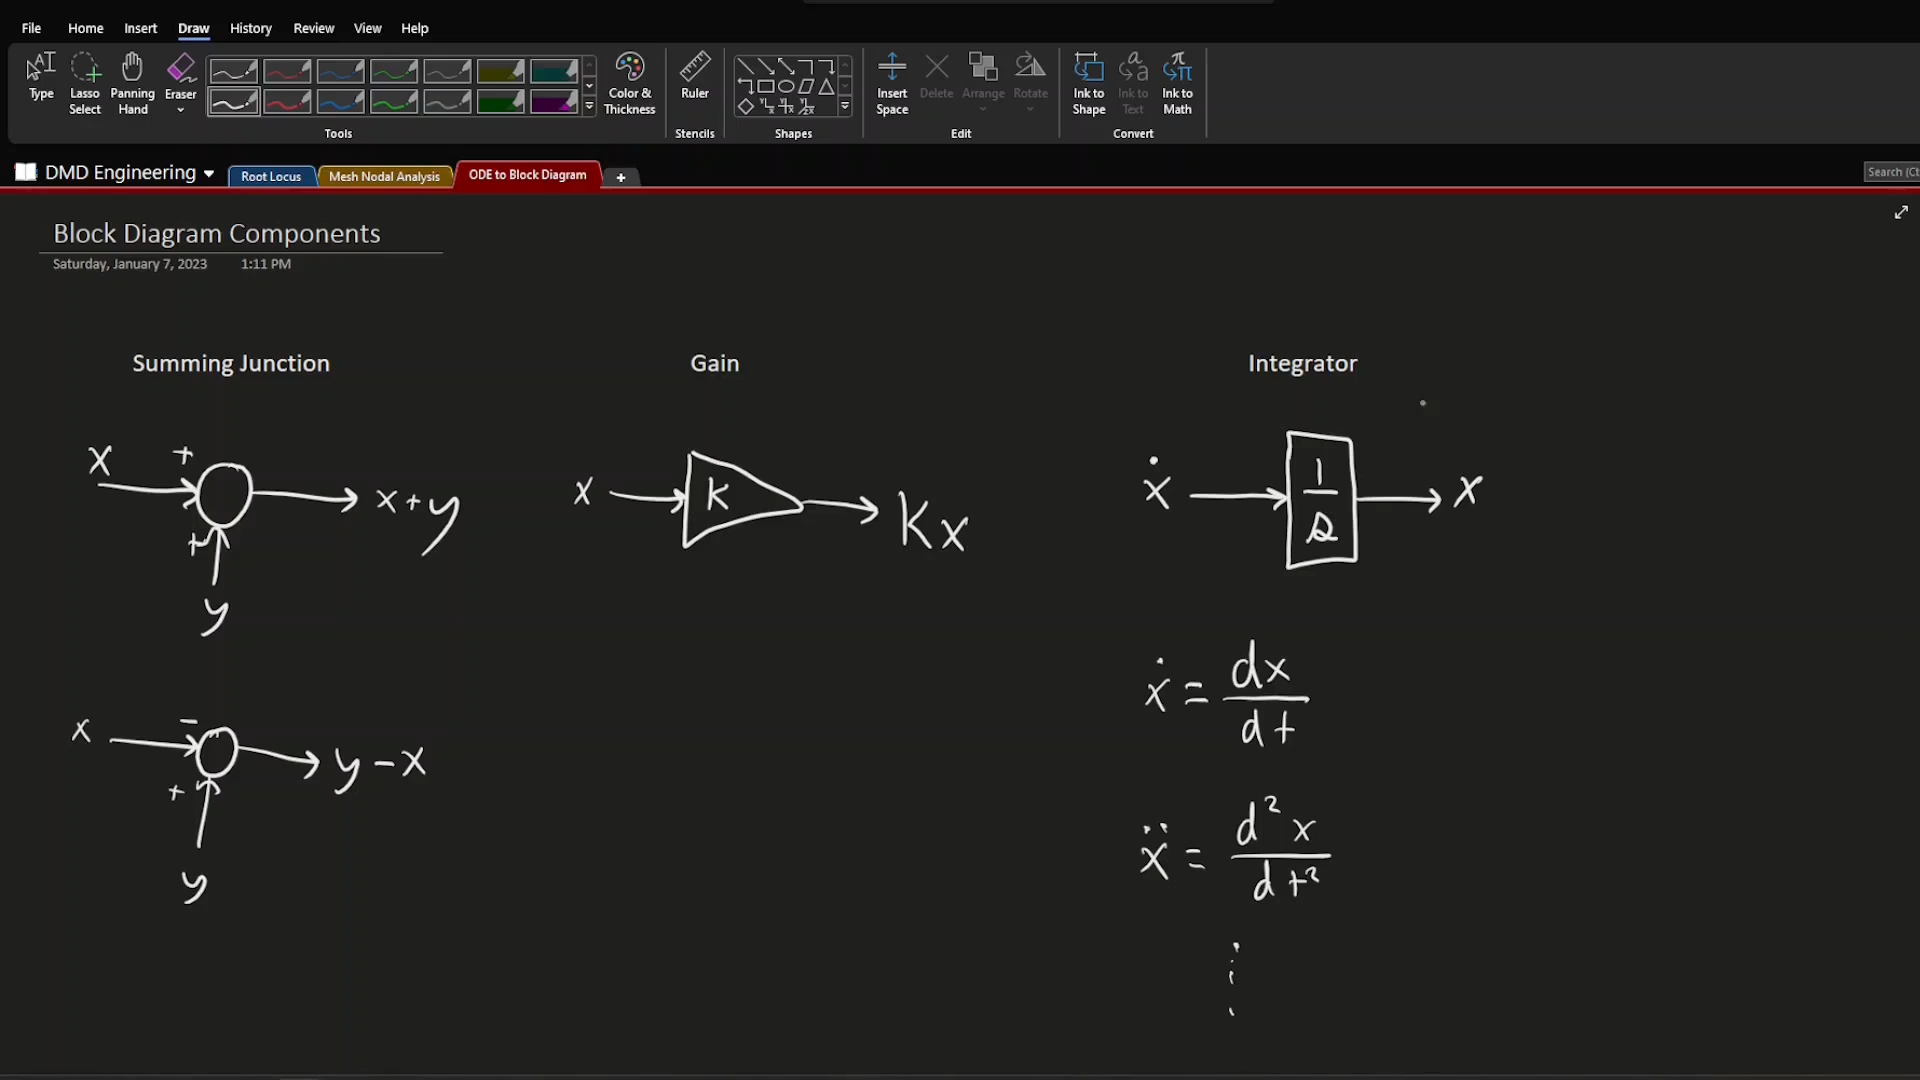 File Home Insert Draw History Review View Help
Type Lasso Select Panning Hand Eraser Color & Thickness Ruler Insert Space Delete Arrange Rotate Ink to Shape Ink to Text Ink to Math
Tools Stencils Shapes Edit Convert
DMD Engineering Root Locus Mesh Nodal Analysis ODE to Block Diagram + Search (Ct
Block Diagram Components
Saturday, January 7, 2023 1:11 PM
Summing Junction
x + x+y
+
y
x - y-x
+
y
Gain
x K Kx
Integrator
ẋ 1/s x
ẋ = dx/dt
ẍ = d²x/dt²